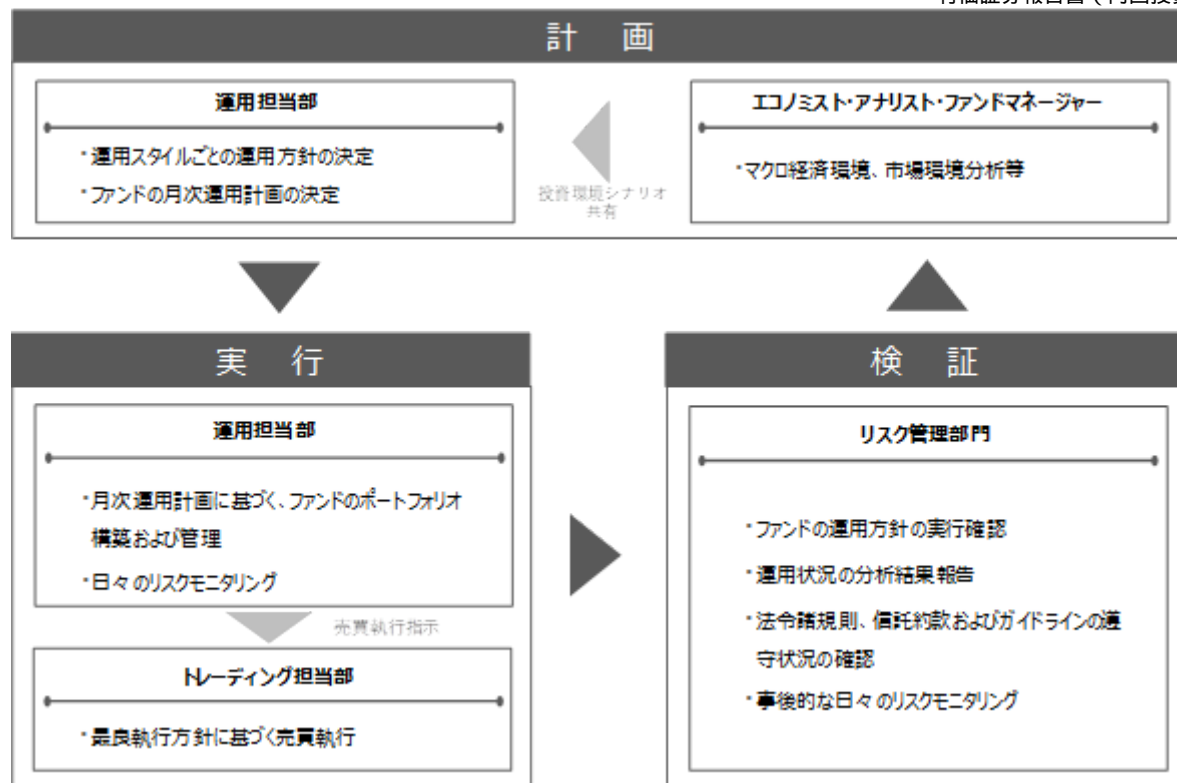 計 画
運用担当部
・運用スタイルごとの運用方針の決定
・ファンドの月次運用計画の決定
投資環境シナリオ
共有
エコノミスト・アナリスト・ファンドマネージャー
・マクロ経済環境、市場環境分析等
実 行
運用担当部
・月次運用計画に基づく、ファンドのポートフォリオ
構築および管理
・日々のリスクモニタリング
売買執行指示
トレーディング担当部
・最良執行方針に基づく売買執行
検 証
リスク管理部門
・ファンドの運用方針の実行確認
・運用状況の分析結果報告
・法令諸規則、信託約款およびガイドラインの遵
守状況の確認
・事後的な日々のリスクモニタリング